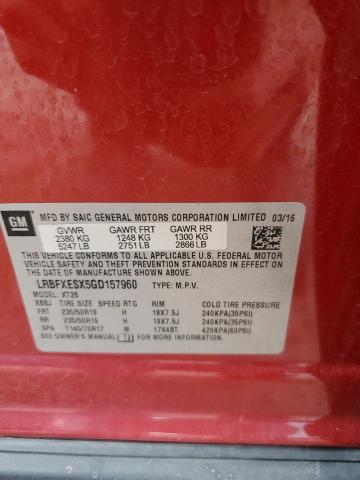 GM
MFD BY SAIC GENERAL MOTORS CORPORATION LIMITED 03/16
GVWR GAWR FRT GAWR RR
2380 KG 1248 KG 1300 KG
5247 LB 2751 LB 2866 LB
THIS VEHICLE CONFORMS TO ALL APPLICABLE U.S. FEDERAL
VEHICLE SAFETY, BUMPER, AND THEFT PREVENTION
STANDARDS IN EFFECT ON THE DATE OF MANUFACTURE
SHOWN ABOVE.
LRBFXESX5GD157960 TYPE: M.P.V.
MODEL: XT26
XBBJ TIRE SIZE SPEED RTG RIM COLD TIRE PRESSURE
FRT 235/50R19 H 19X7.5J 240KPA(35PSI)
RR 235/50R19 H 19X7.5J 240KPA(35PSI)
SPA T145/70R17 M 17X4BT 420KPA(60PSI)
SEE OWNER'S MANUAL FOR ADDITIONAL INFORMATION.